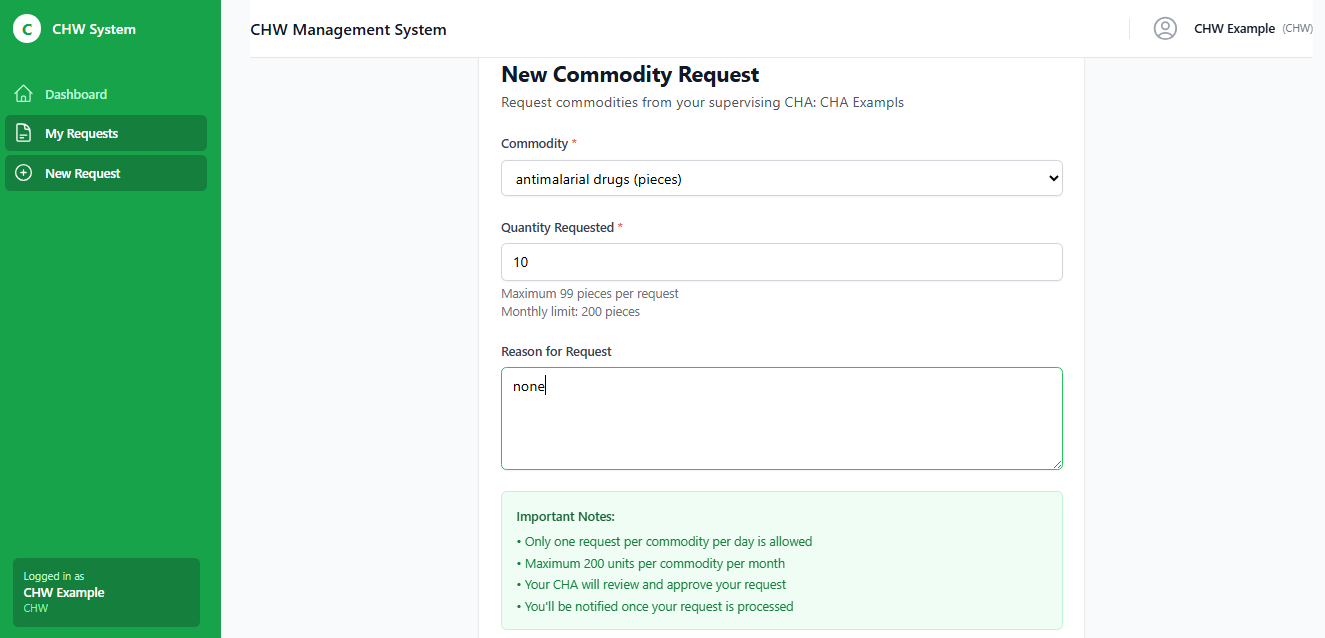 C CHW System
Dashboard
My Requests
New Request
Logged in as
CHW Example
CHW
CHW Management System
CHW Example (CHW)
New Commodity Request
Request commodities from your supervising CHA: CHA Exampls
Commodity *
antimalarial drugs (pieces)
Quantity Requested *
10
Maximum 99 pieces per request
Monthly limit: 200 pieces
Reason for Request
none
Important Notes:
• Only one request per commodity per day is allowed
• Maximum 200 units per commodity per month
• Your CHA will review and approve your request
• You'll be notified once your request is processed